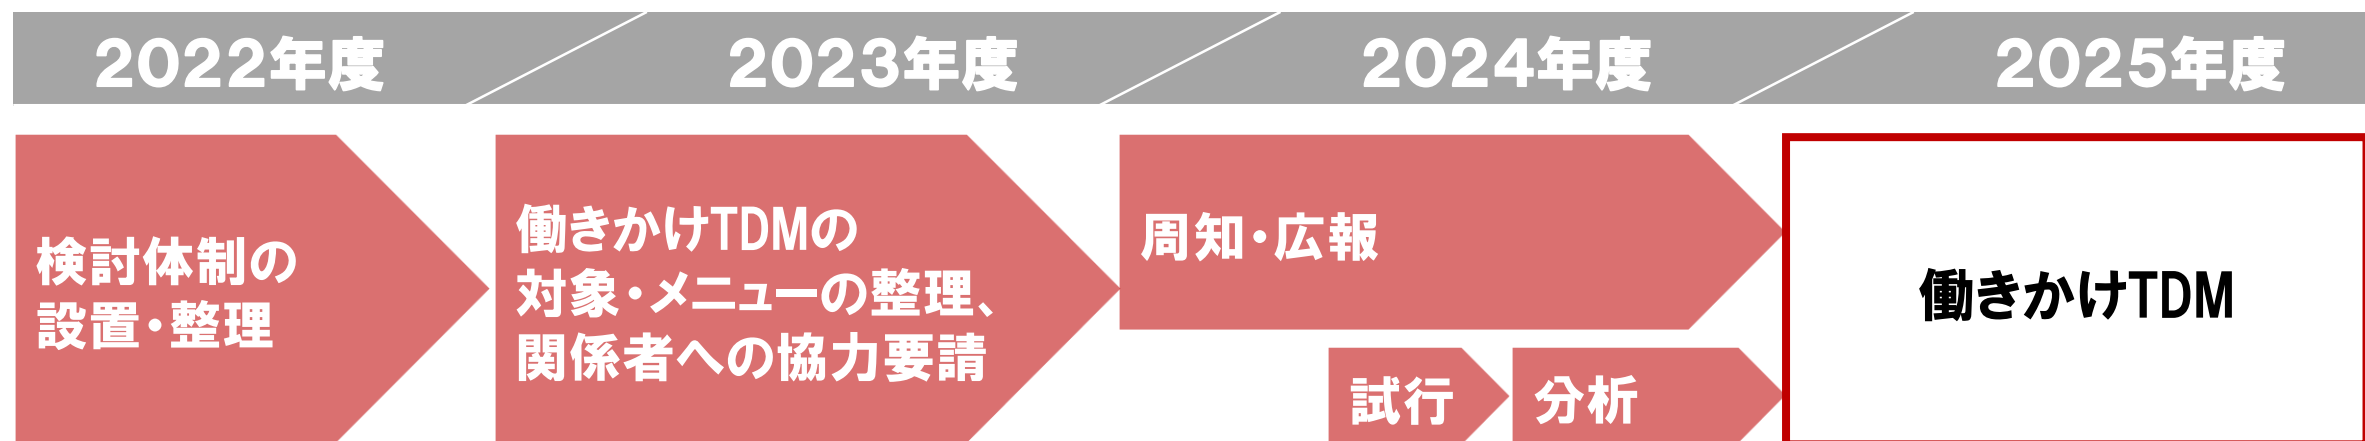 2022年度
2023年度
2024年度
2025年度
検討体制の
設置・整理
働きかけTDMの
対象・メニューの整理、
関係者への協力要請
周知・広報
試行
分析
働きかけTDM